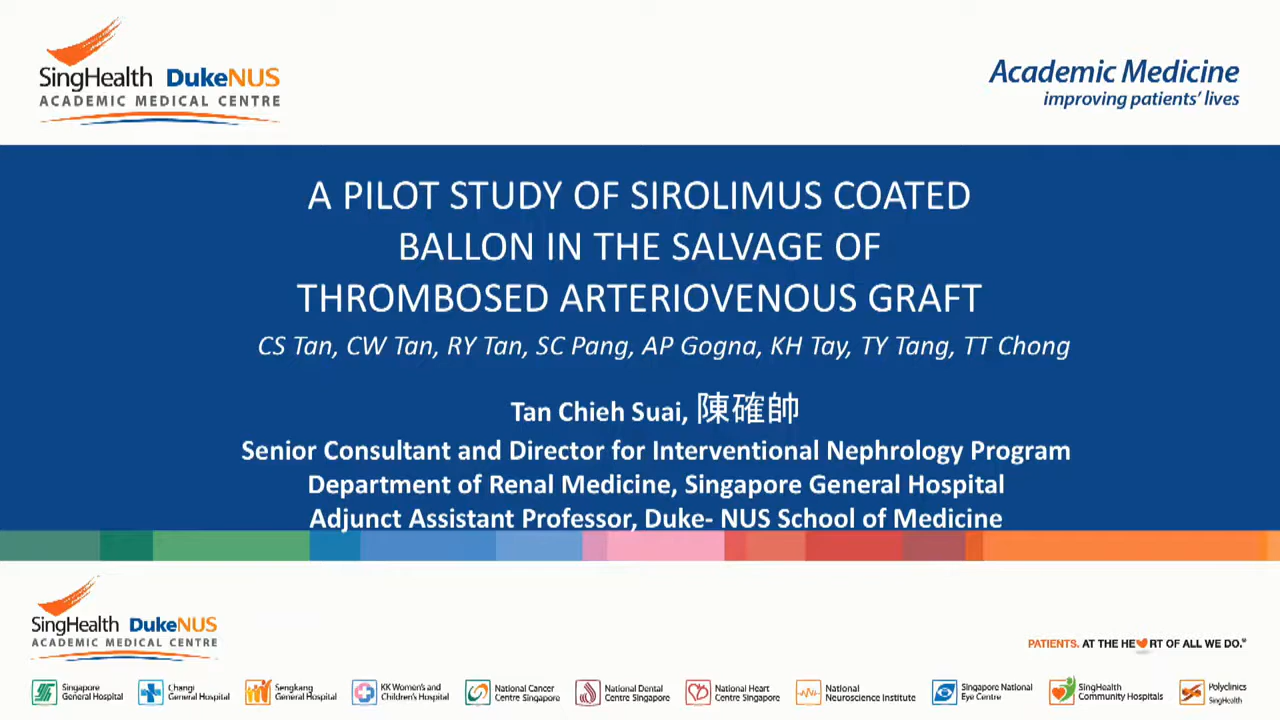 SingHealth DukeNUS
ACADEMIC MEDICAL CENTRE
Academic Medicine
improving patients' lives
A PILOT STUDY OF SIROLIMUS COATED
BALLON IN THE SALVAGE OF
THROMBOSED ARTERIOVENOUS GRAFT
CS Tan, CW Tan, RY Tan, SC Pang, AP Gogna, KH Tay, TY Tang, TT Chong
Tan Chieh Suai, 陳確帥
Senior Consultant and Director for Interventional Nephrology Program
Department of Renal Medicine, Singapore General Hospital
Adjunct Assistant Professor, Duke- NUS School of Medicine
SingHealth DukeNUS
ACADEMIC MEDICAL CENTRE
PATIENTS. AT THE HE RT OF ALL WE DO.®
Singapore
General Hospital
Changi
General Hospital
Sengkang
General Hospital
KK Women's and
Children's Hospital
National Cancer
Centre Singapore
National Dental
Centre Singapore
National Heart
Centre Singapore
National
Neuroscience Institute
Singapore National
Eye Centre
SingHealth
Community Hospitals
Polyclinics
SingHealth